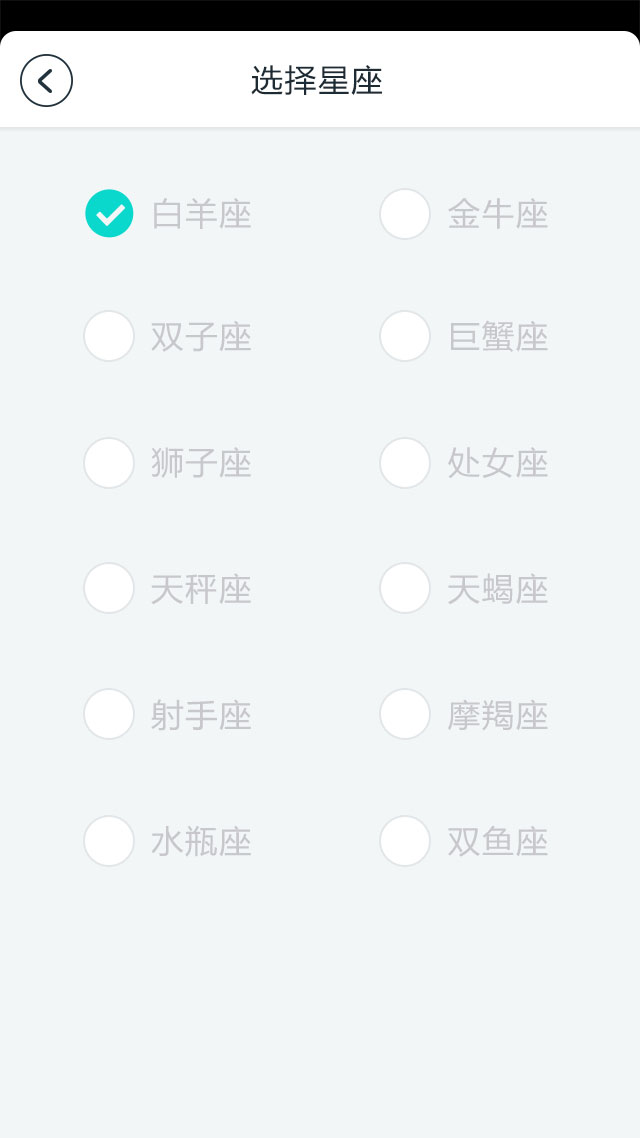 选择星座
白羊座 金牛座
双子座 巨蟹座
狮子座 处女座
天秤座 天蝎座
射手座 摩羯座
水瓶座 双鱼座